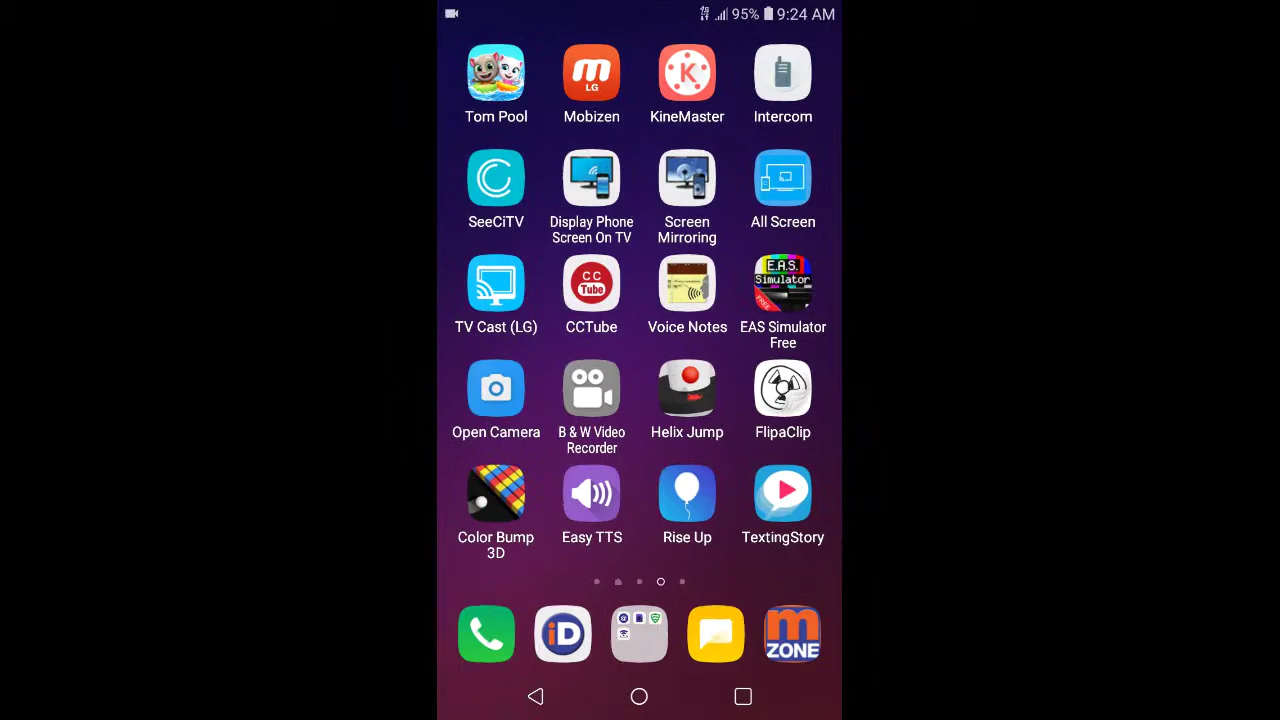 4G 95% 9:24 AM
m
LG
K
Tom Pool Mobizen KineMaster Intercom
SeeCiTV Display Phone Screen On TV Screen Mirroring All Screen
CC
Tube
E.A.S.
Simulator
FREE
TV Cast (LG) CCTube Voice Notes EAS Simulator Free
Open Camera B & W Video Recorder Helix Jump FlipaClip
Color Bump 3D Easy TTS Rise Up TextingStory
iD
m
ZONE